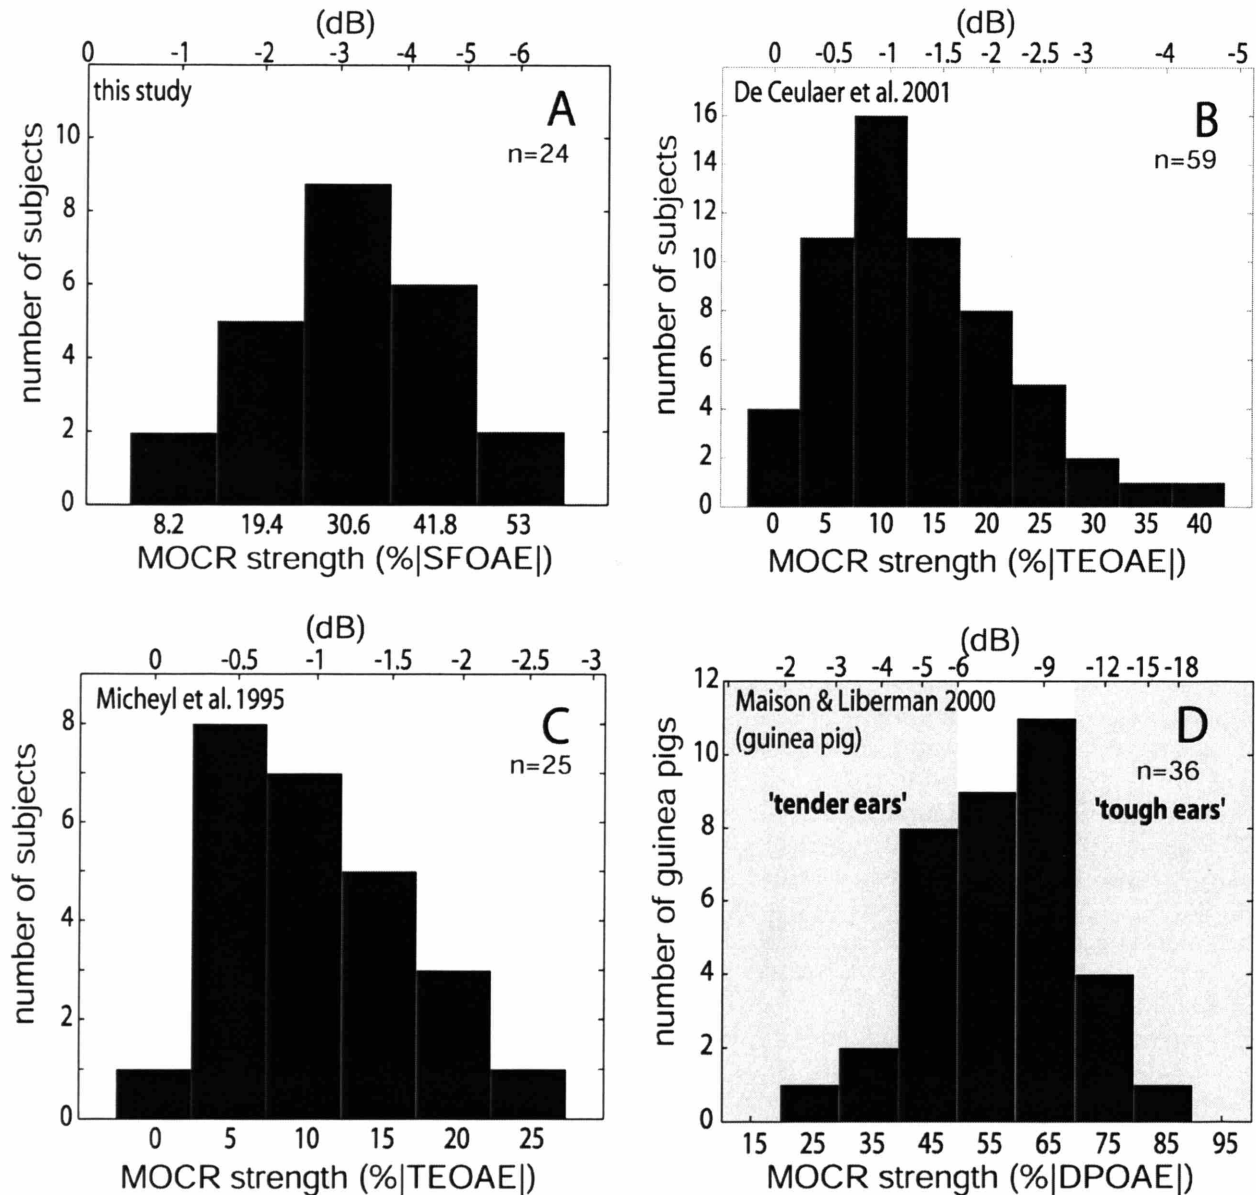 (dB)
0 -1 -2 -3 -4 -5 -6
this study
A
n=24
10
8
6
4
2
0
number of subjects
8.2 19.4 30.6 41.8 53
MOCR strength (%|SFOAE|)
(dB)
0 -0.5 -1 -1.5 -2 -2.5 -3 -4 -5
De Ceulaer et al. 2001
B
n=59
16
14
12
10
8
6
4
2
0
number of subjects
0 5 10 15 20 25 30 35 40
MOCR strength (%|TEOAE|)
(dB)
0 -0.5 -1 -1.5 -2 -2.5 -3
Micheyl et al. 1995
C
n=25
8
6
4
2
0
number of subjects
0 5 10 15 20 25
MOCR strength (%|TEOAE|)
(dB)
-2 -3 -4 -5 -6 -9 -12 -15 -18
Maison & Liberman 2000
(guinea pig)
D
n=36
'tender ears'
'tough ears'
12
10
8
6
4
2
0
number of guinea pigs
15 25 35 45 55 65 75 85 95
MOCR strength (%|DPOAE|)